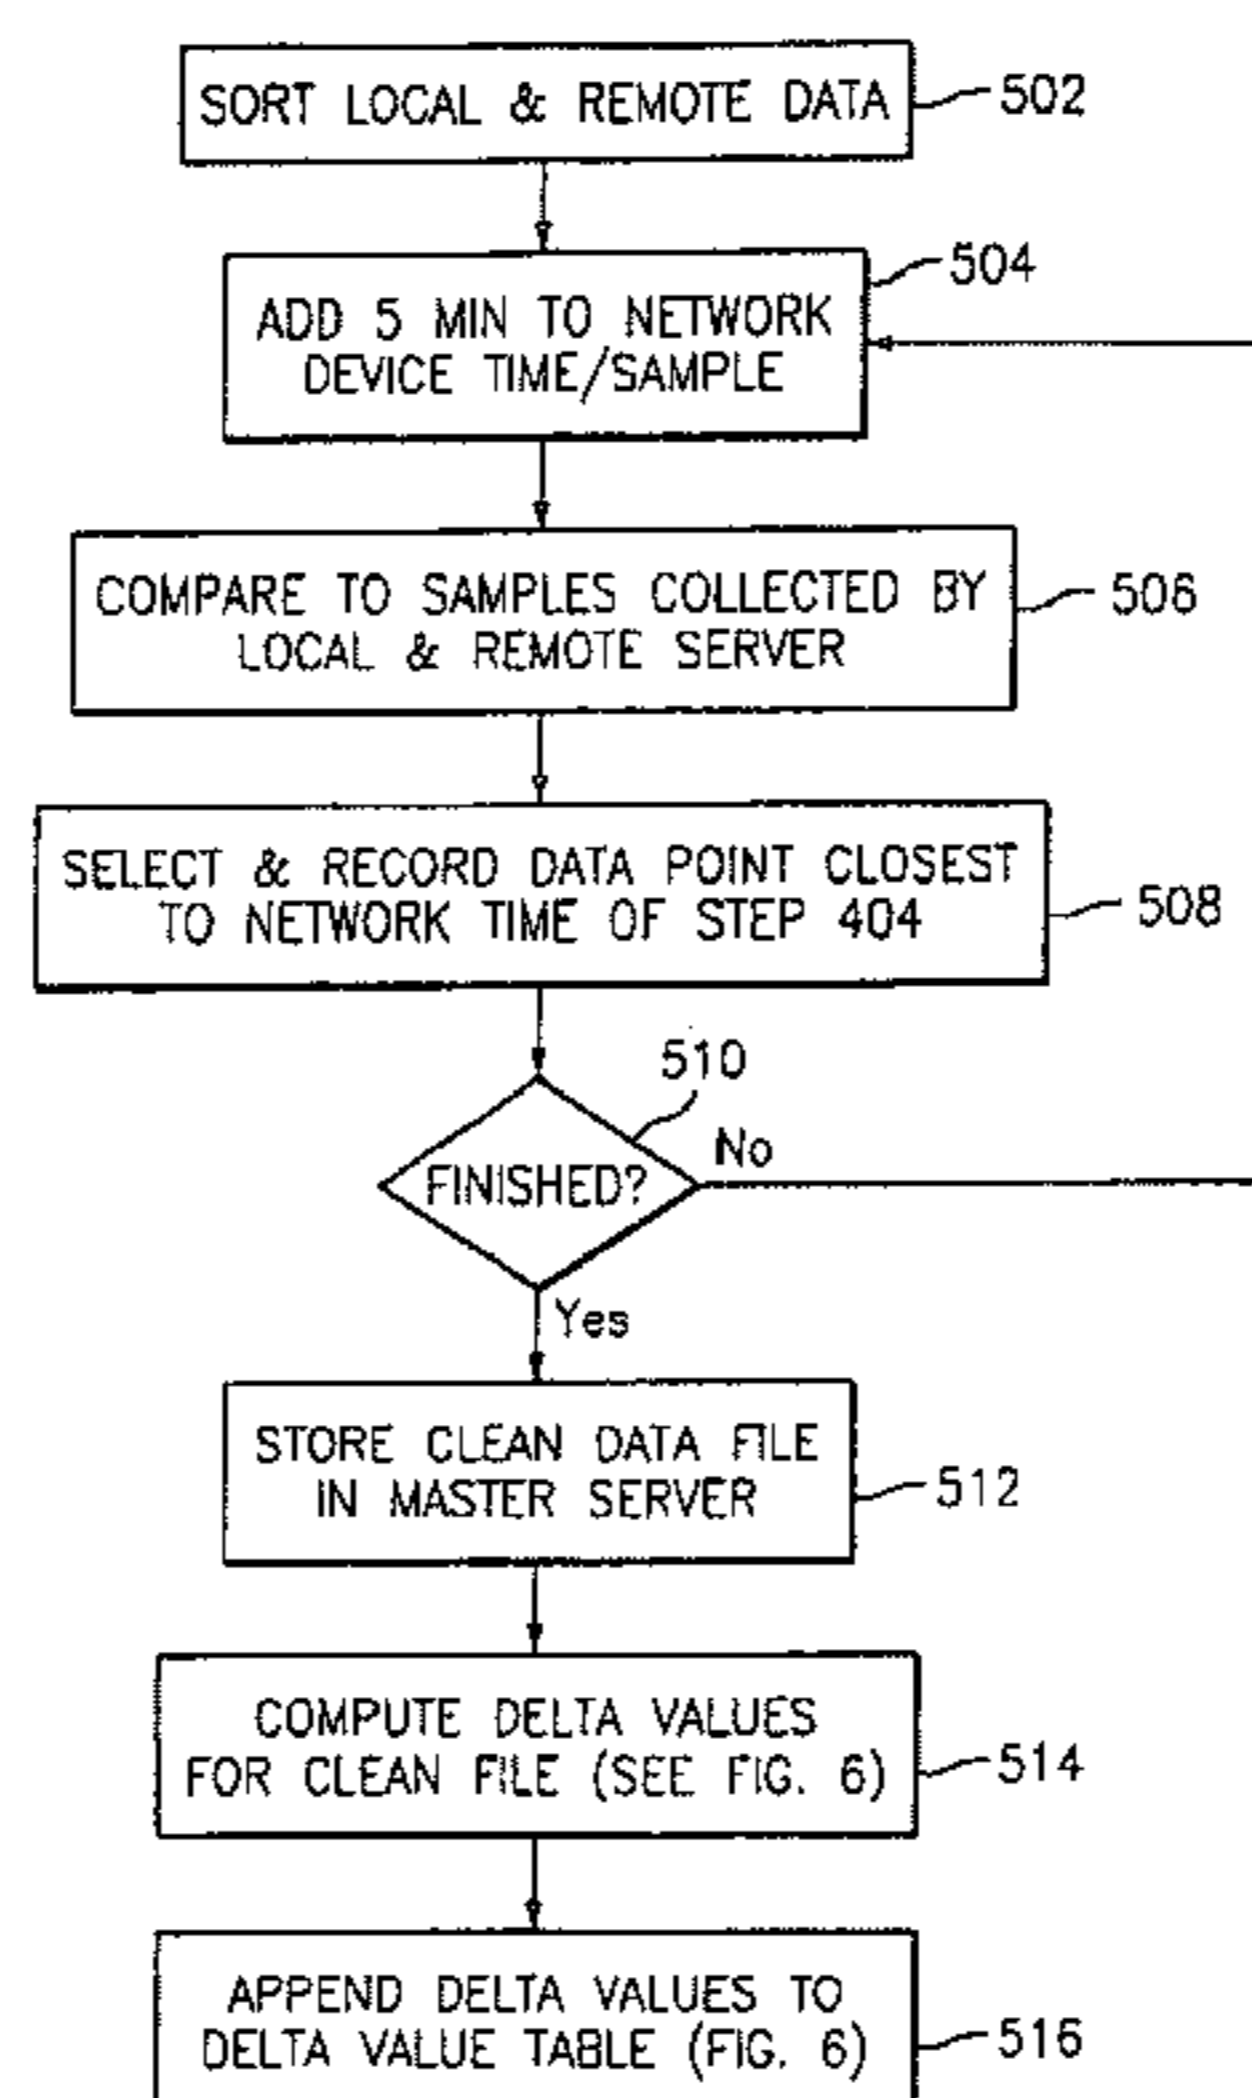 SORT LOCAL & REMOTE DATA
502
504
ADD 5 MIN TO NETWORK
DEVICE TIME/SAMPLE
COMPARE TO SAMPLES COLLECTED BY
LOCAL & REMOTE SERVER
506
SELECT & RECORD DATA POINT CLOSEST
TO NETWORK TIME OF STEP 404
508
510
No
FINISHED?
Yes
STORE CLEAN DATA FILE
IN MASTER SERVER
512
COMPUTE DELTA VALUES
FOR CLEAN FILE (SEE FIG. 6)
514
APPEND DELTA VALUES TO
DELTA VALUE TABLE (FIG. 6)
516